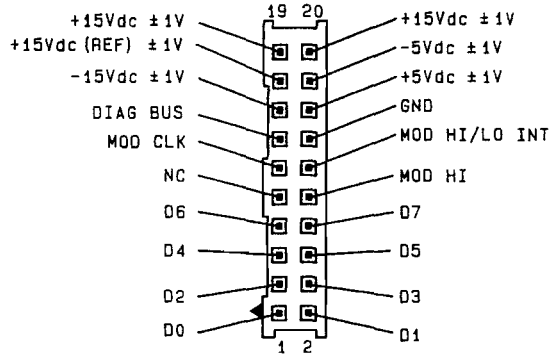 19 20
+15Vdc ±1V
+15Vdc ±1V
+15Vdc (REF) ±1V
-5Vdc ±1V
-15Vdc ±1V
+5Vdc ±1V
DIAG BUS
GND
MOD CLK
MOD HI/LO INT
NC
MOD HI
D6
D7
D4
D5
D2
D3
D0
D1
1 2